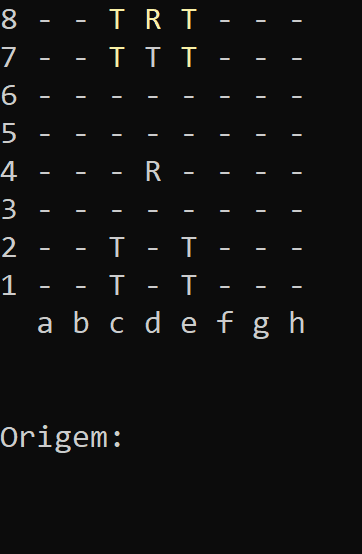 8 - - T R T - - -
7 - - T T T - - -
6 - - - - - - - -
5 - - - - - - - -
4 - - - R - - - -
3 - - - - - - - -
2 - - T - T - - -
1 - - T - T - - -
a b c d e f g h
Origem: